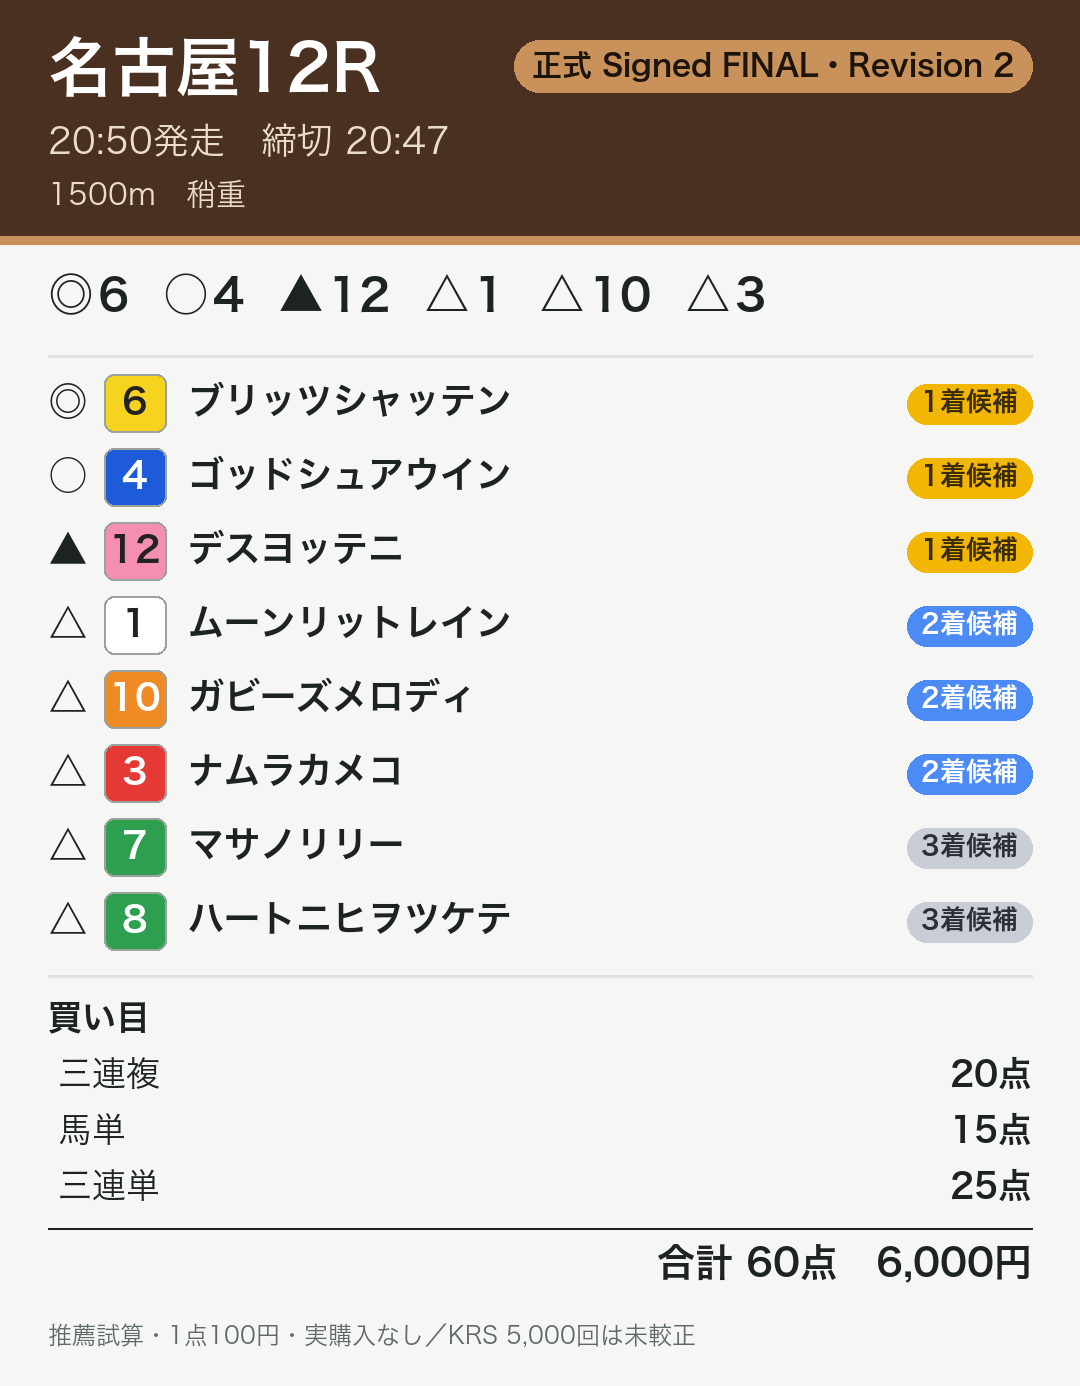 名古屋12R
正式 Signed FINAL・Revision 2
20:50発走　締切 20:47
1500m　稍重
◎6 ○4 ▲12 △1 △10 △3
◎ 6 ブリッツシャッテン 1着候補
○ 4 ゴッドシュアウイン 1着候補
▲ 12 デスヨッテニ 1着候補
△ 1 ムーンリットレイン 2着候補
△ 10 ガビーズメロディ 2着候補
△ 3 ナムラカメコ 2着候補
△ 7 マサノリリー 3着候補
△ 8 ハートニヒヲツケテ 3着候補
買い目
三連複 20点
馬単 15点
三連単 25点
合計 60点　6,000円
推薦試算・1点100円・実購入なし／KRS 5,000回は未較正